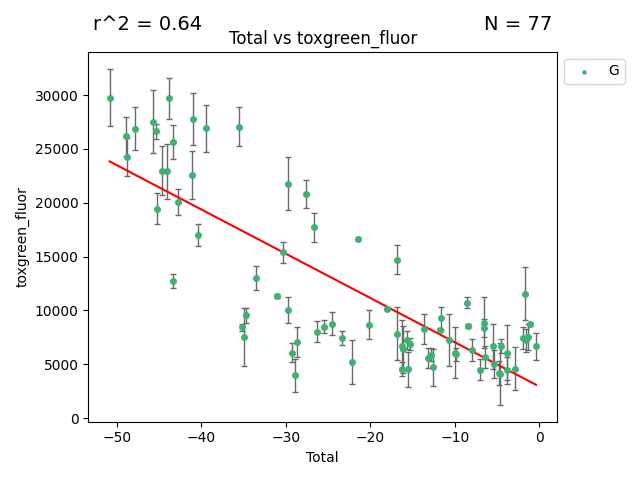 r^2 = 0.64
N = 77
Total vs toxgreen_fluor
G
30000
25000
20000
15000
10000
5000
0
toxgreen_fluor
−50
−40
−30
−20
−10
0
Total